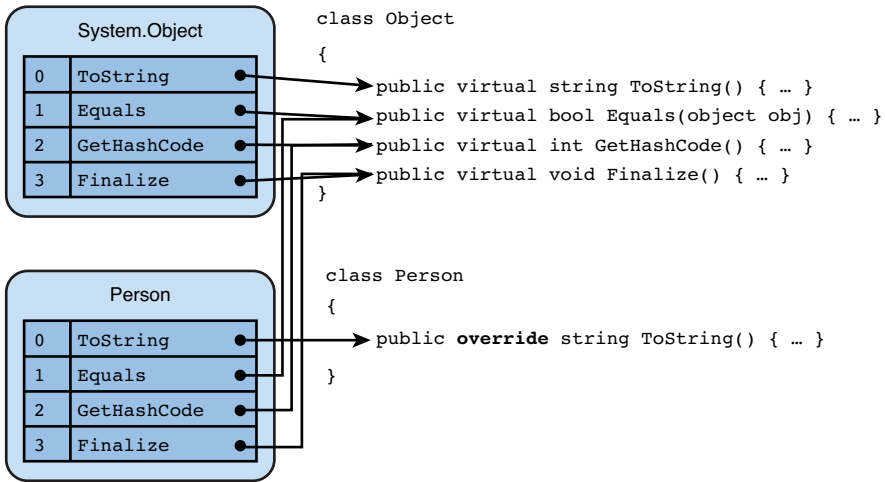 System.Object
0 ToString
1 Equals
2 GetHashCode
3 Finalize
class Object
{
public virtual string ToString() { … }
public virtual bool Equals(object obj) { … }
public virtual int GetHashCode() { … }
public virtual void Finalize() { … }
}
Person
0 ToString
1 Equals
2 GetHashCode
3 Finalize
class Person
{
public override string ToString() { … }
}